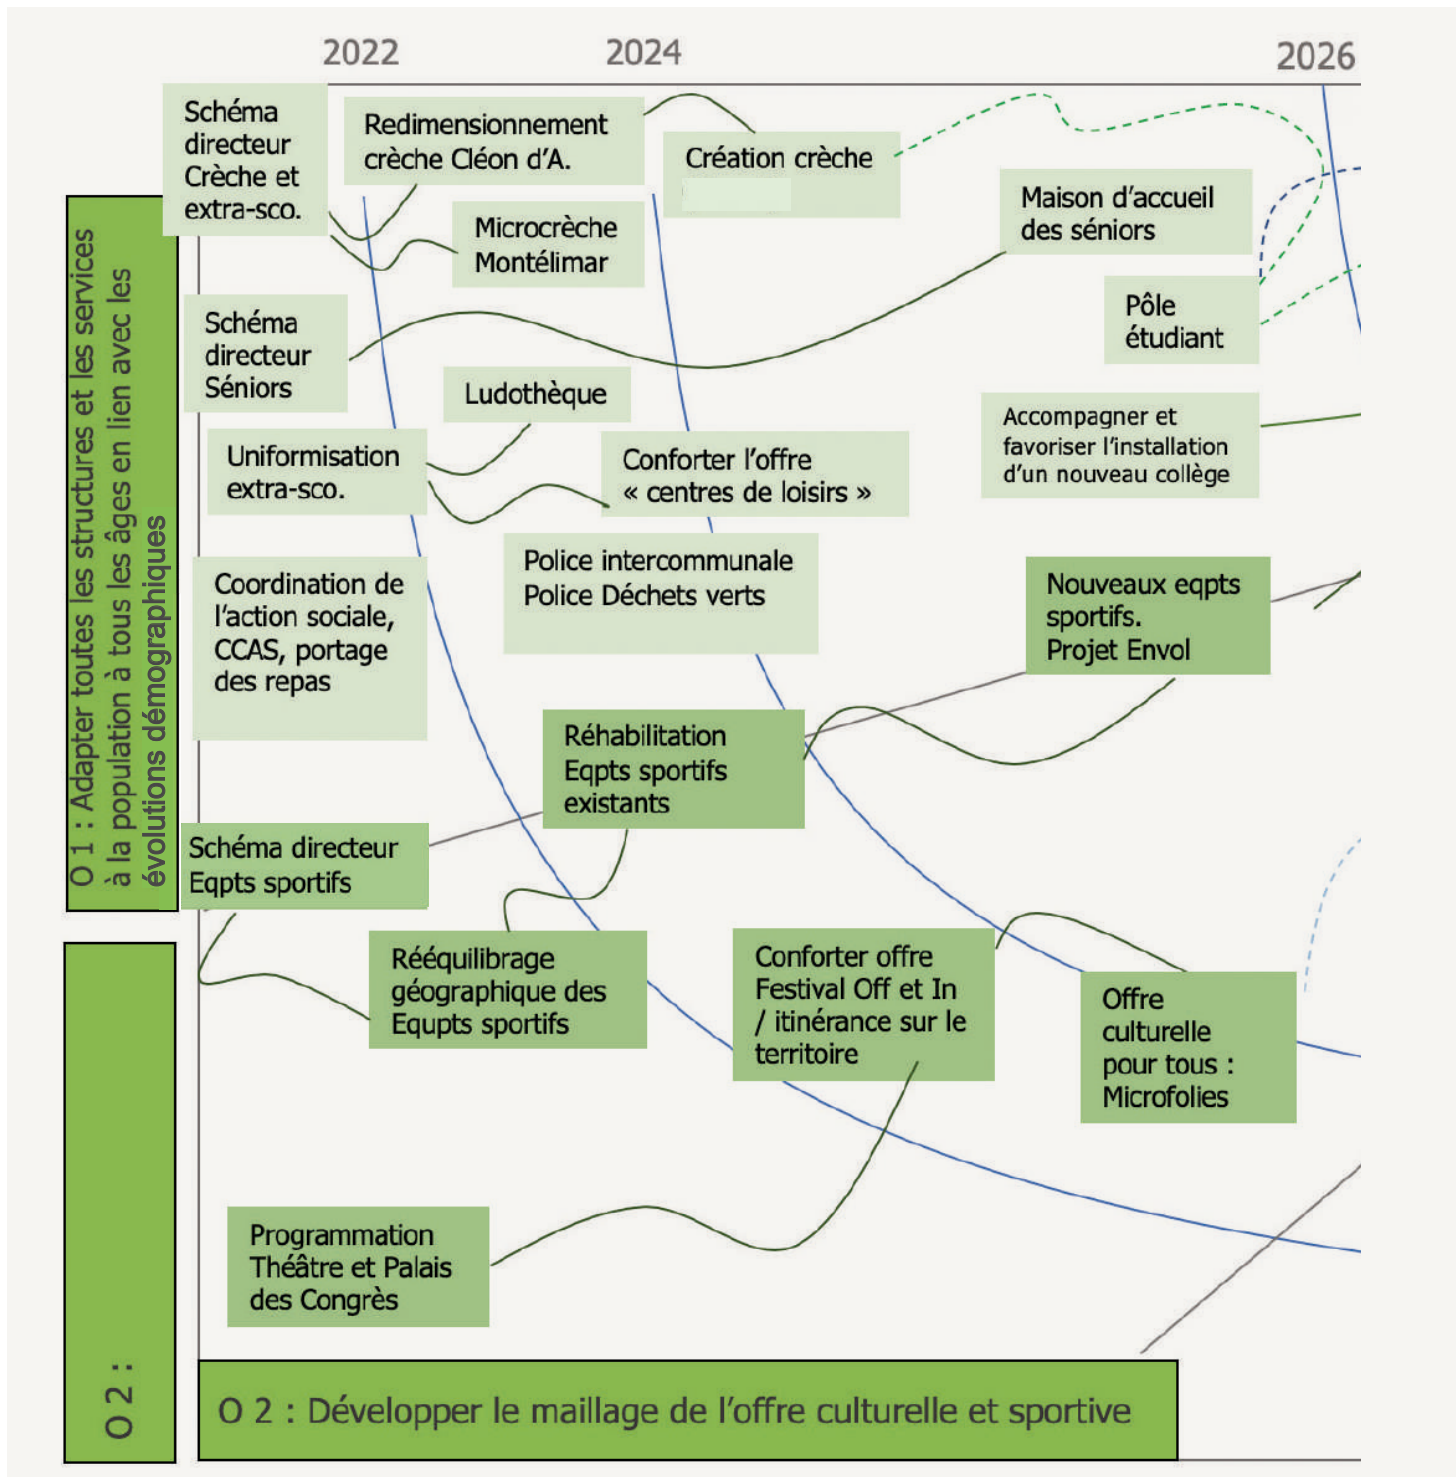 2022
2024
2026
Schéma
directeur
Crèche et
extra-sco.
Redimensionnement
crèche Cléon d'A.
Création crèche
Microcrèche
Montélimar
Maison d'accueil
des séniors
Pôle
étudiant
Schéma
directeur
Séniors
Ludothèque
Uniformisation
extra-sco.
Conforter l'offre
« centres de loisirs »
Accompagner et
favoriser l'installation
d'un nouveau collège
Coordination de
l'action sociale,
CCAS, portage
des repas
Police intercommunale
Police Déchets verts
Nouveaux eqpts
sportifs.
Projet Envol
Réhabilitation
Eqpts sportifs
existants
Schéma directeur
Eqpts sportifs
Rééquilibrage
géographique des
Equpts sportifs
Conforter offre
Festival Off et In
/ itinérance sur le
territoire
Offre
culturelle
pour tous :
Microfolies
Programmation
Théâtre et Palais
des Congrès
O 1 : Adapter toutes les structures et les services
à la population à tous les âges en lien avec les
évolutions démographiques
O 2 :
O 2 : Développer le maillage de l'offre culturelle et sportive